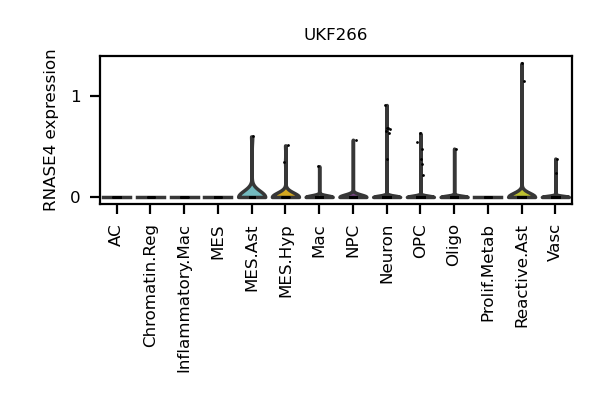 UKF266
RNASE4 expression
1
0
AC
Chromatin.Reg
Inflammatory.Mac
MES
MES.Ast
MES.Hyp
Mac
NPC
Neuron
OPC
Oligo
Prolif.Metab
Reactive.Ast
Vasc